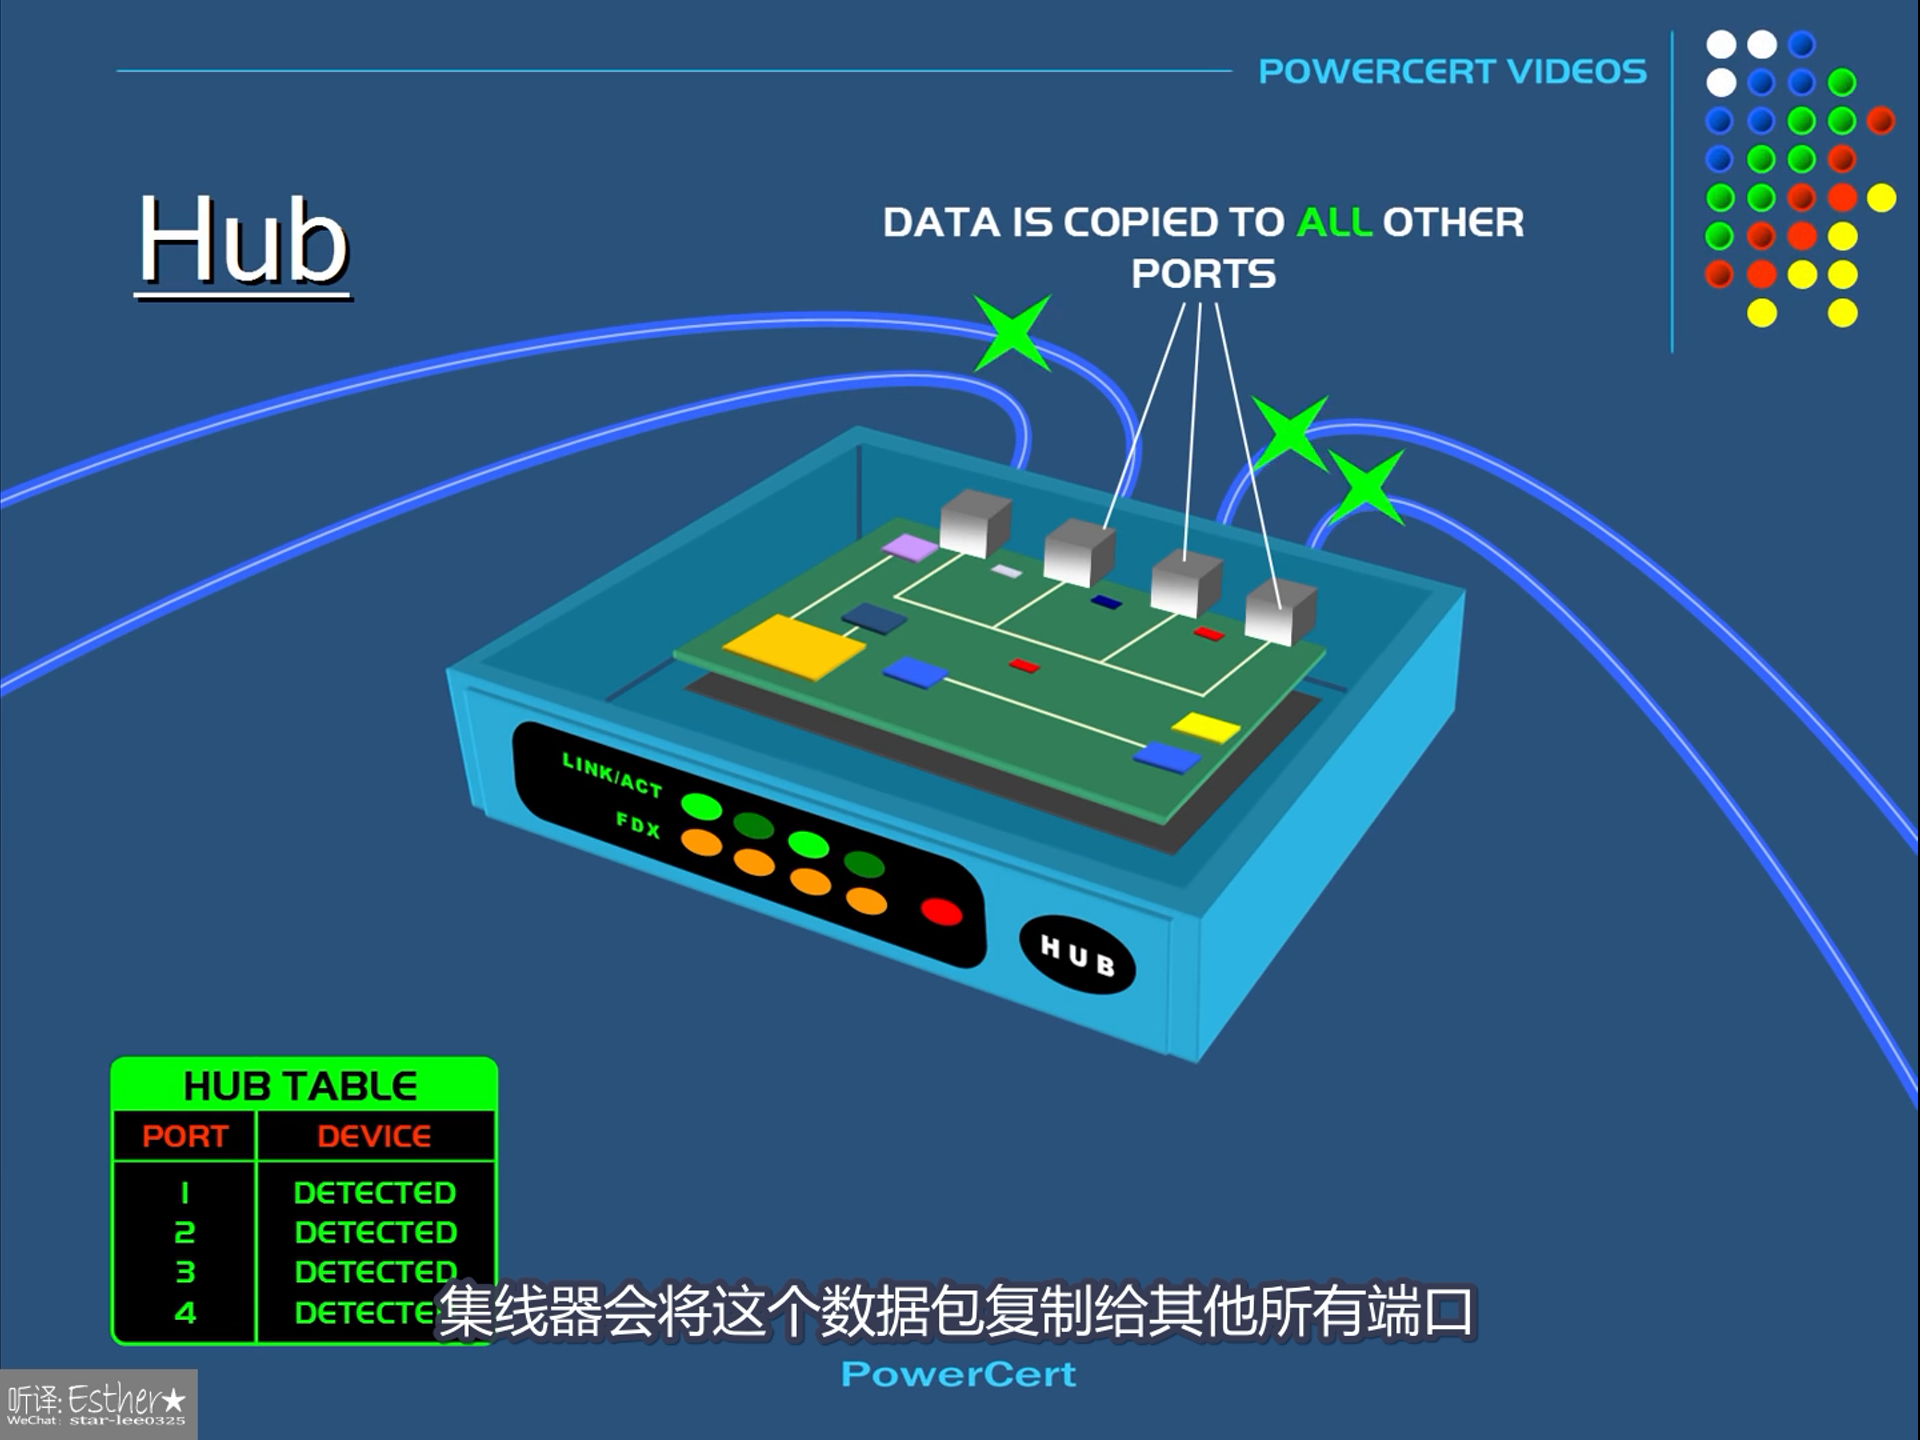 POWERCERT VIDEOS
Hub
DATA IS COPIED TO ALL OTHER
PORTS
LINK/ACT
FDX
HUB
HUB TABLE
PORT DEVICE
1 DETECTED
2 DETECTED
3 DETECTED
4 DETECTE
集线器会将这个数据包复制给其他所有端口
PowerCert
听译: Esther★
WeChat: star-lee0325